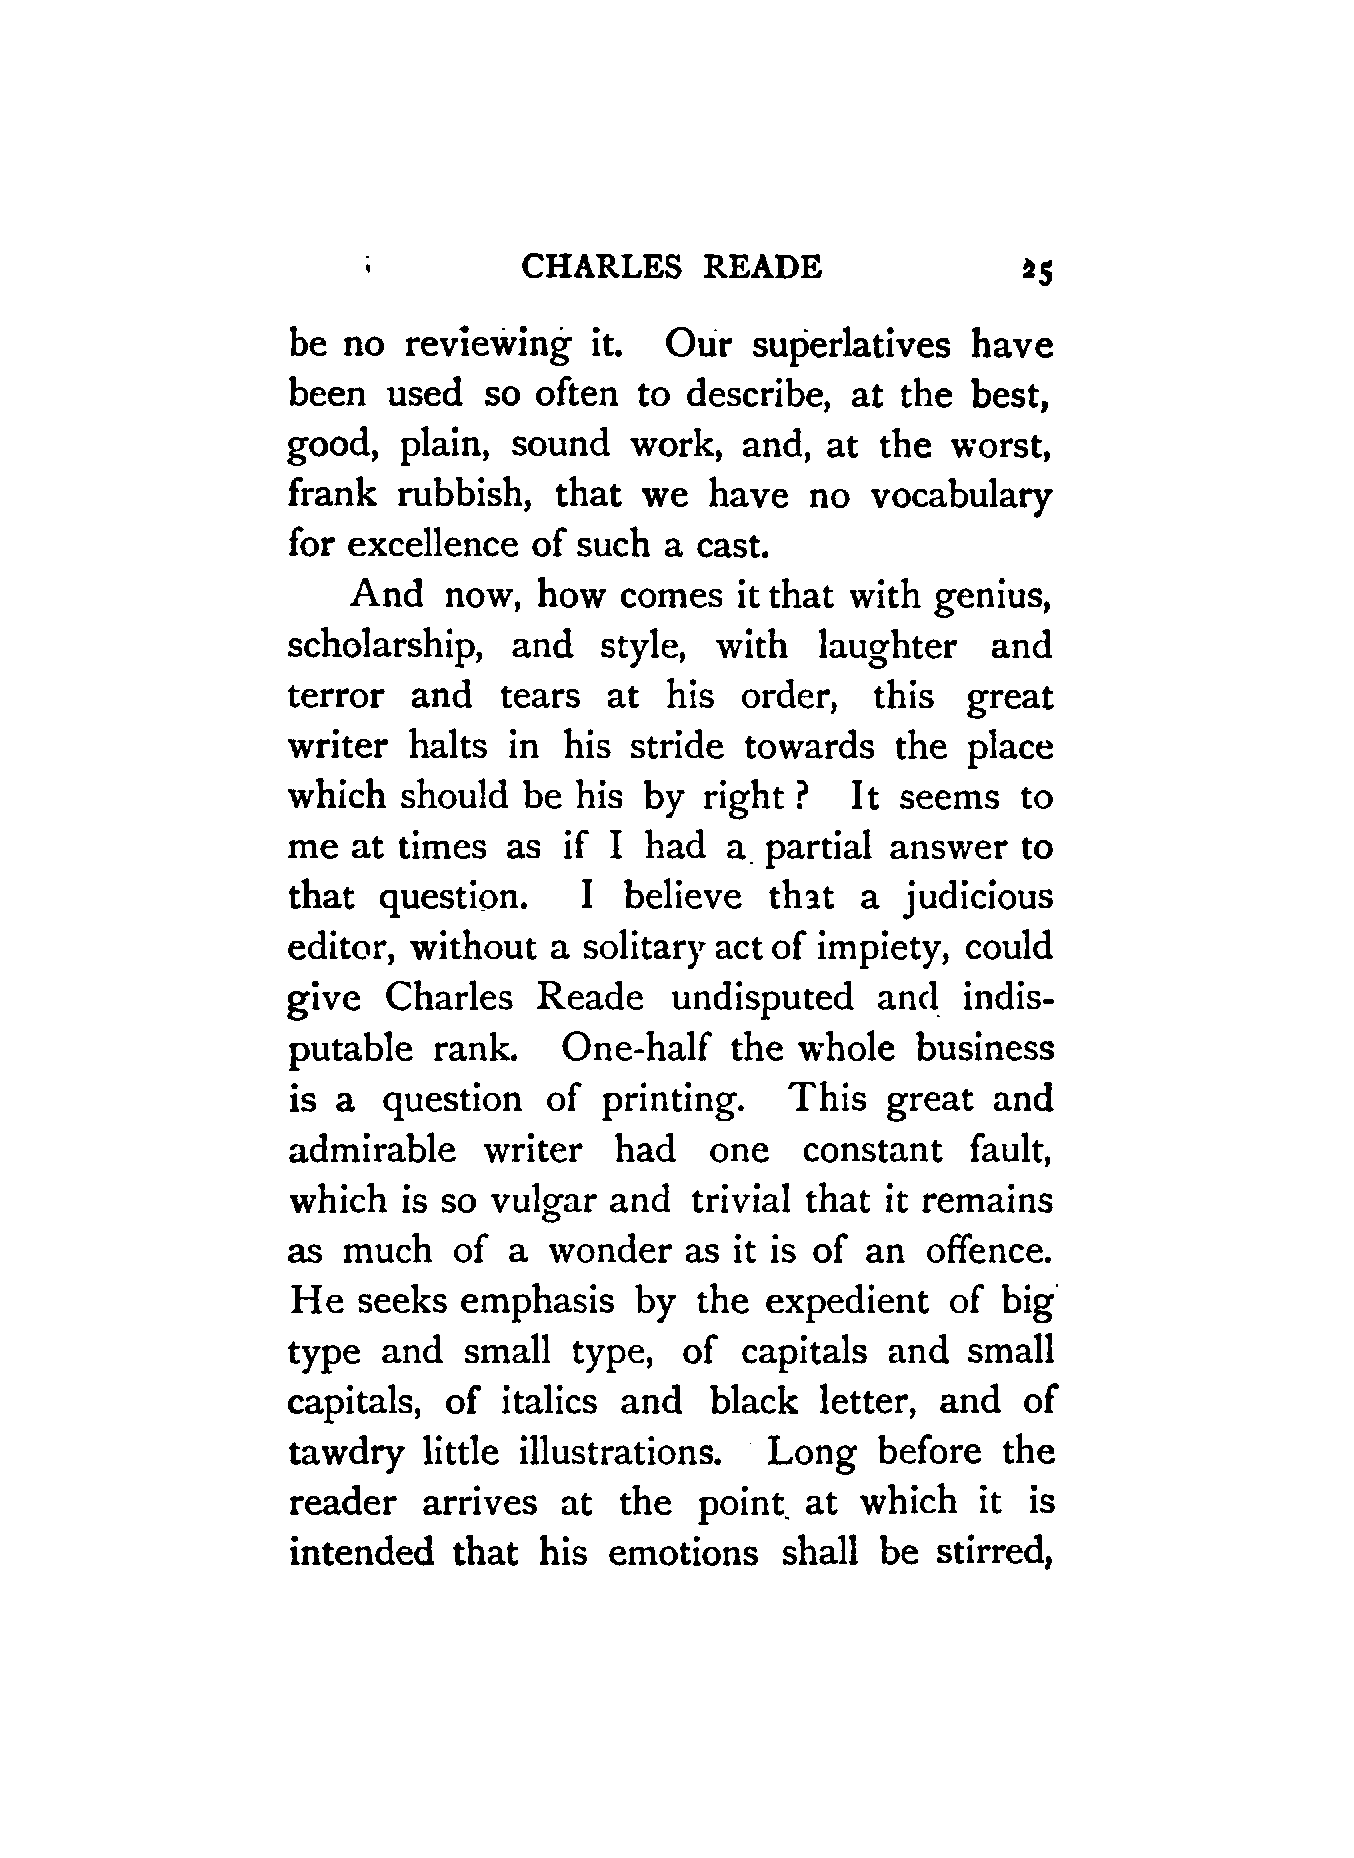 CHARLES READE 25
be no reviewing it. Our superlatives have
been used so often to describe, at the best,
good, plain, sound work, and, at the worst,
frank rubbish, that we have no vocabulary
for excellence of such a cast.
And now, how comes it that with genius,
scholarship, and style, with laughter and
terror and tears at his order, this great
writer halts in his stride towards the place
which should be his by right ? It seems to
me at times as if I had a partial answer to
that question. I believe that a judicious
editor, without a solitary act of impiety, could
give Charles Reade undisputed and indis-
putable rank. One-half the whole business
is a question of printing. This great and
admirable writer had one constant fault,
which is so vulgar and trivial that it remains
as much of a wonder as it is of an offence.
He seeks emphasis by the expedient of big
type and small type, of capitals and small
capitals, of italics and black letter, and of
tawdry little illustrations. Long before the
reader arrives at the point at which it is
intended that his emotions shall be stirred,